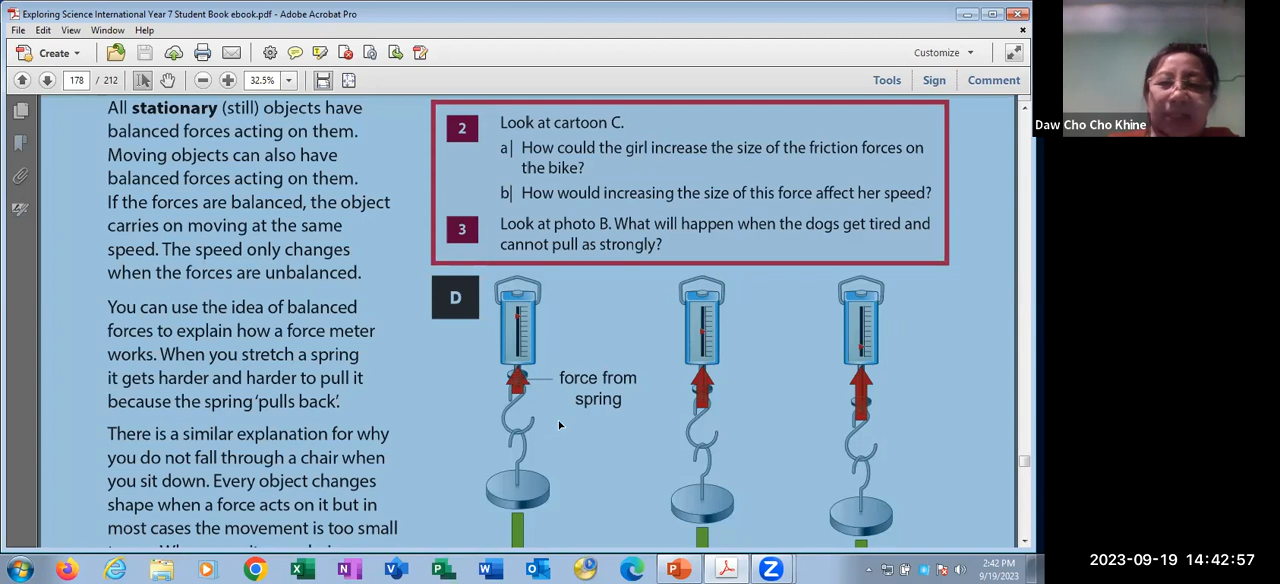 Exploring Science International Year 7 Student Book ebook.pdf - Adobe Acrobat Pro
File Edit View Window Help
Create
Customize
178 / 212
32.5%
Tools Sign Comment
All stationary (still) objects have
balanced forces acting on them.
Moving objects can also have
balanced forces acting on them.
If the forces are balanced, the object
carries on moving at the same
speed. The speed only changes
when the forces are unbalanced.
You can use the idea of balanced
forces to explain how a force meter
works. When you stretch a spring
it gets harder and harder to pull it
because the spring ‘pulls back’.
There is a similar explanation for why
you do not fall through a chair when
you sit down. Every object changes
shape when a force acts on it but in
most cases the movement is too small
2 Look at cartoon C.
a| How could the girl increase the size of the friction forces on
the bike?
b| How would increasing the size of this force affect her speed?
3 Look at photo B. What will happen when the dogs get tired and
cannot pull as strongly?
D
force from
spring
Daw Cho Cho Khine
2:42 PM
9/19/2023
2023-09-19 14:42:57